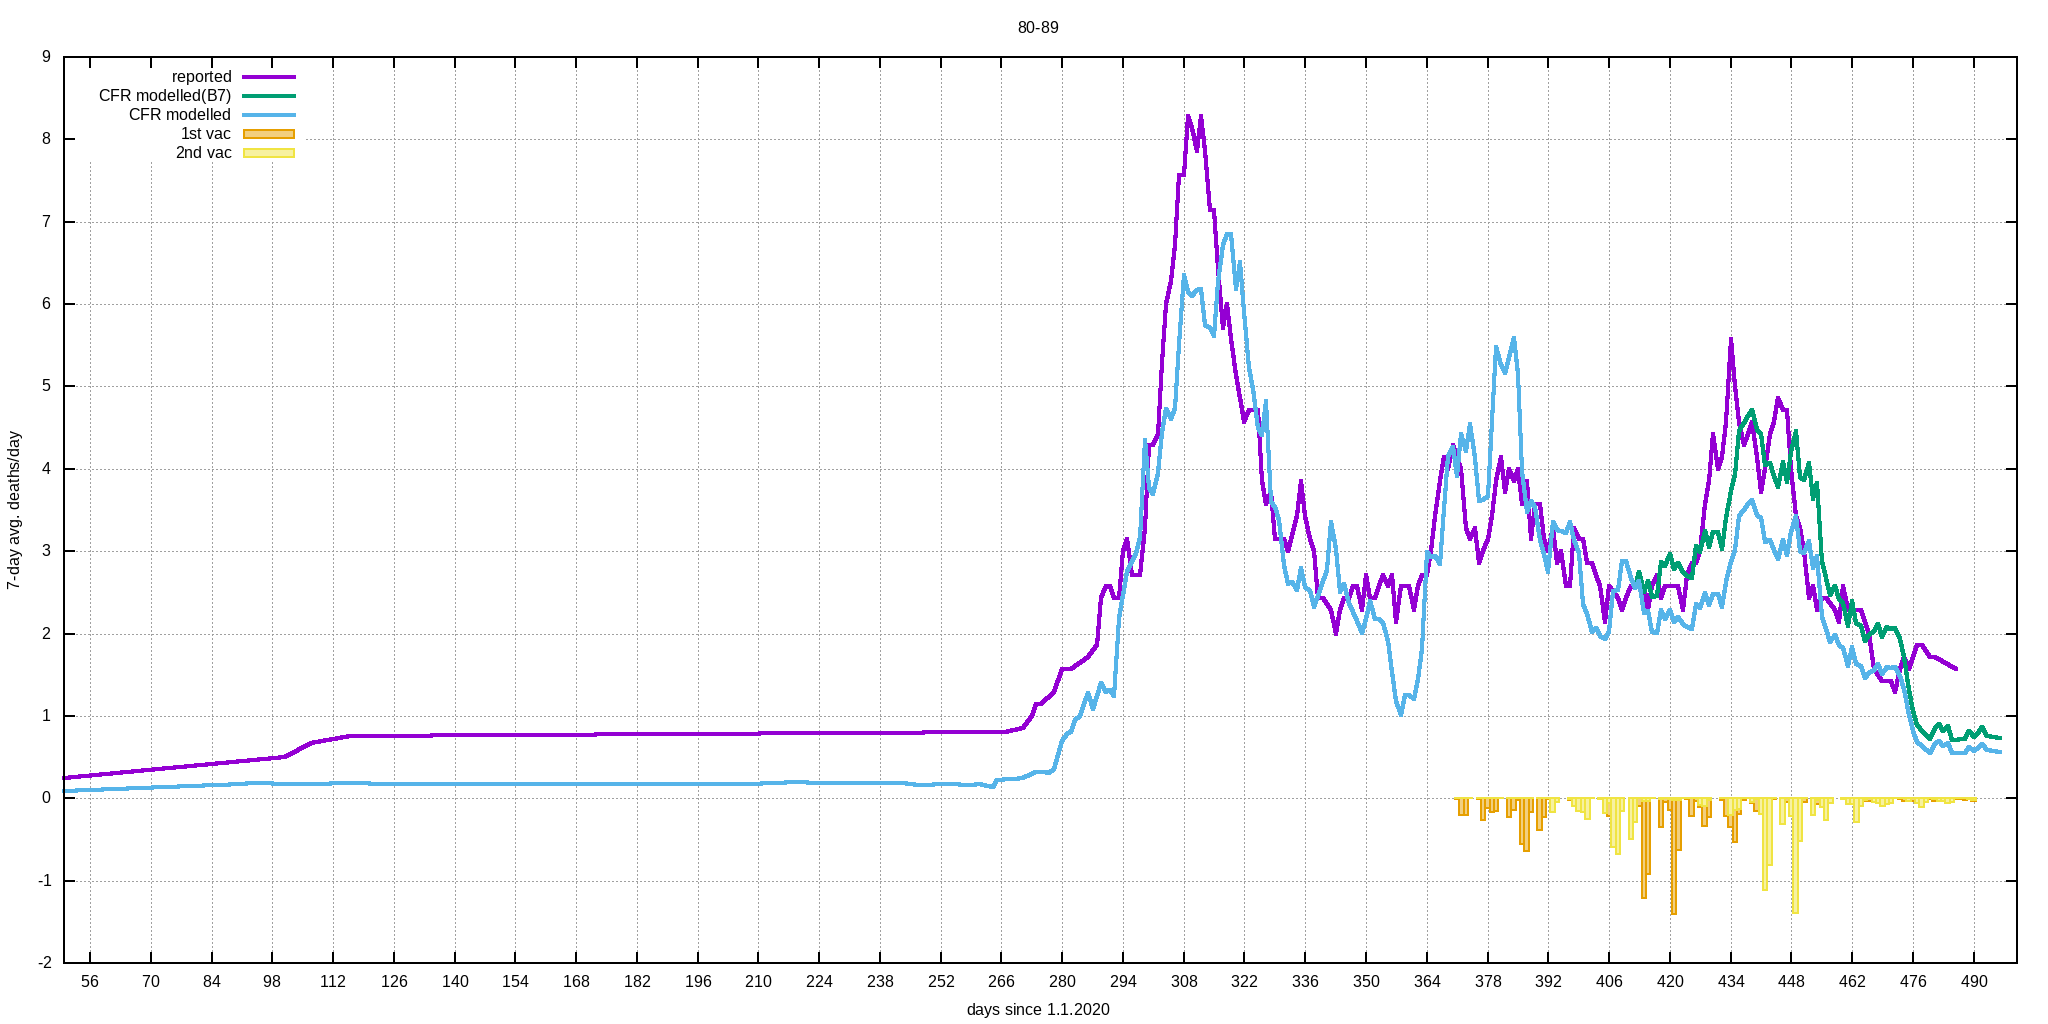 80-89
reported
CFR modelled(B7)
CFR modelled
1st vac
2nd vac
9
8
7
6
5
4
3
2
1
0
-1
-2
7-day avg. deaths/day
56 70 84 98 112 126 140 154 168 182 196 210 224 238 252 266 280 294 308 322 336 350 364 378 392 406 420 434 448 462 476 490
days since 1.1.2020